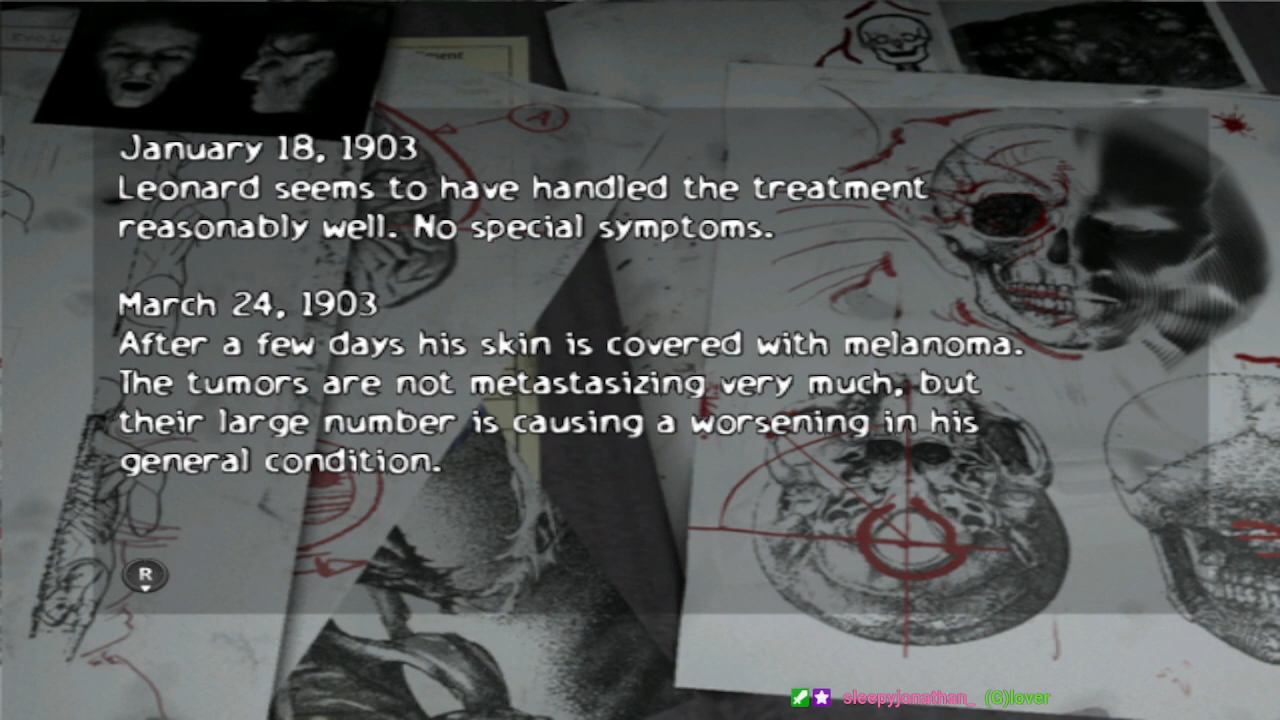 January 18, 1903
Leonard seems to have handled the treatment
reasonably well. No special symptoms.
March 24, 1903
After a few days his skin is covered with melanoma.
The tumors are not metastasizing very much, but
their large number is causing a worsening in his
general condition.
R
A
sleepyjonathan_ (G)lover